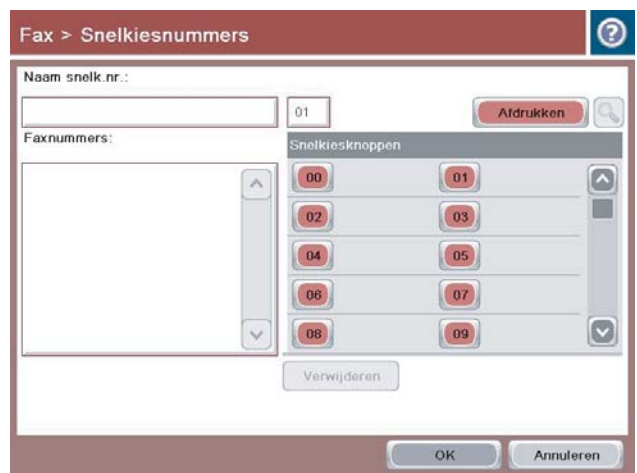 Fax > Snelkiesnummers
?
Naam snelk.nr.:
01
Afdrukken
Faxnummers:
Snelkiesknoppen
00 01
02 03
04 05
06 07
08 09
Verwijderen
OK Annuleren